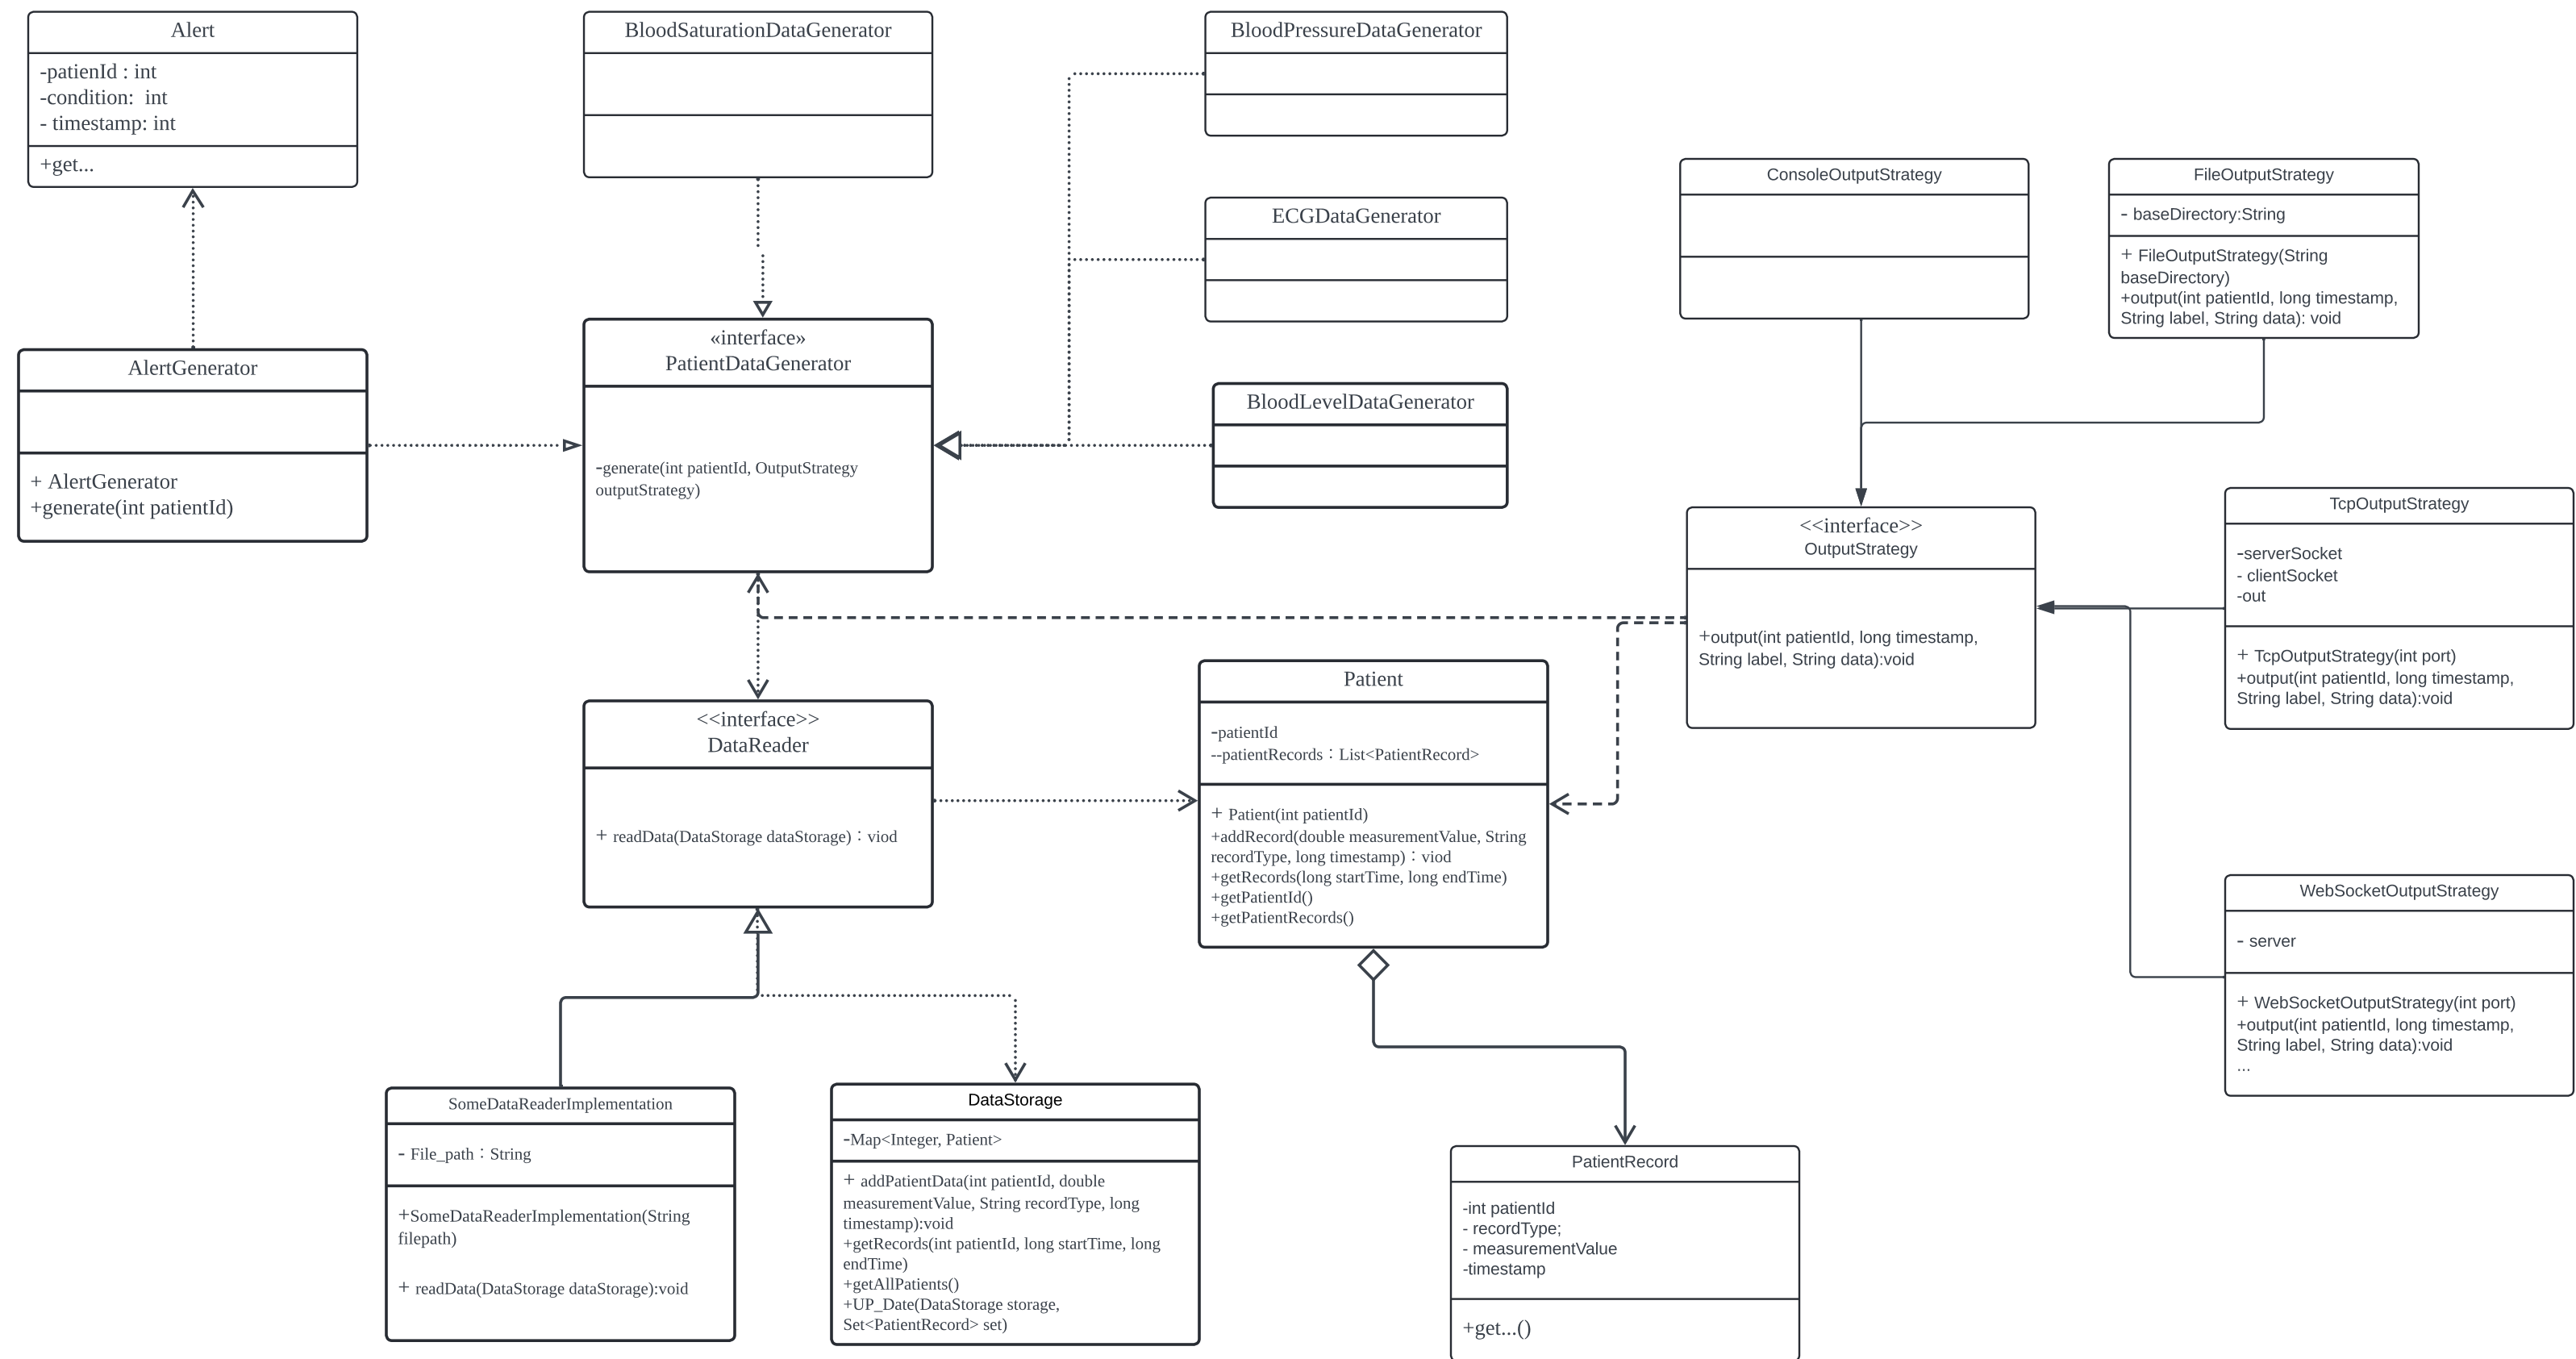 Alert
-patienId : int
-condition:  int
- timestamp: int
+get...
BloodSaturationDataGenerator
BloodPressureDataGenerator
ECGDataGenerator
BloodLevelDataGenerator
ConsoleOutputStrategy
FileOutputStrategy
- baseDirectory:String
+ FileOutputStrategy(String
baseDirectory)
+output(int patientId, long timestamp,
String label, String data): void
AlertGenerator
+ AlertGenerator
+generate(int patientId)
«interface»
PatientDataGenerator
-generate(int patientId, OutputStrategy
outputStrategy)
<<interface>>
OutputStrategy
+output(int patientId, long timestamp,
String label, String data):void
TcpOutputStrategy
-serverSocket
- clientSocket
-out
+ TcpOutputStrategy(int port)
+output(int patientId, long timestamp,
String label, String data):void
<<interface>>
DataReader
+ readData(DataStorage dataStorage)：viod
Patient
-patientId
--patientRecords：List<PatientRecord>
+ Patient(int patientId)
+addRecord(double measurementValue, String
recordType, long timestamp)：viod
+getRecords(long startTime, long endTime)
+getPatientId()
+getPatientRecords()
WebSocketOutputStrategy
- server
+ WebSocketOutputStrategy(int port)
+output(int patientId, long timestamp,
String label, String data):void
...
SomeDataReaderImplementation
- File_path：String
+SomeDataReaderImplementation(String
filepath)
+ readData(DataStorage dataStorage):void
DataStorage
-Map<Integer, Patient>
+ addPatientData(int patientId, double
measurementValue, String recordType, long
timestamp):void
+getRecords(int patientId, long startTime, long
endTime)
+getAllPatients()
+UP_Date(DataStorage storage,
Set<PatientRecord> set)
PatientRecord
-int patientId
- recordType;
- measurementValue
-timestamp
+get...()